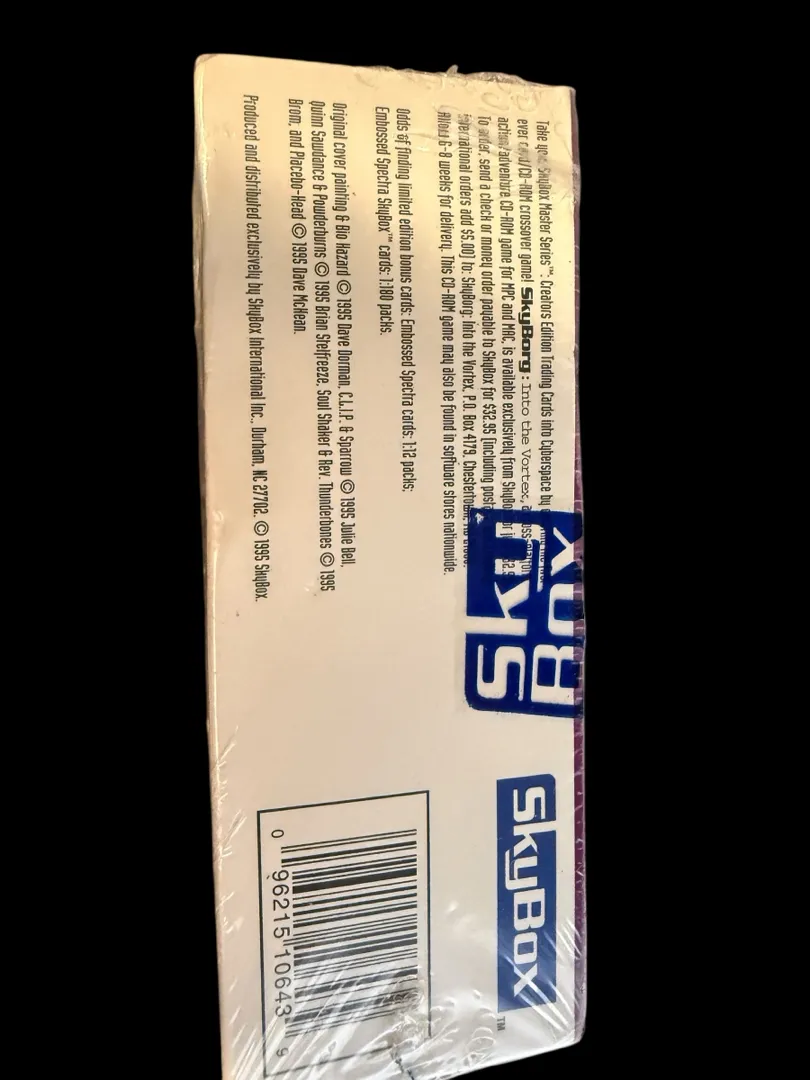 Take your SkyBox Master Series™: Creators Edition Trading Cards into Cyberspace by
ever card/CD-ROM crossover game! SkyBorg: Into the Vortex, a
action/adventure CD-ROM game for MPC and MAC, is available exclusively from SkyBox for
To order, send a check or money order payable to SkyBox for $32.95 (including
international orders add $5.00) to: SkyBorg: Into the Vortex, P.O. Box 4179, Chestertown,
Allow 6-8 weeks for delivery. This CD-ROM game may also be found in software stores nationwide.
Odds of finding limited edition bonus cards: Embossed Spectra cards: 1:12 packs;
Embossed Spectra SkyBox™ cards: 1:180 packs.
Original cover painting & Bio Hazard © 1995 Dave Dorman, C.L.I.P. & Sparrow © 1995 Julie Bell,
Quinn Sawdance & Powderburns © 1995 Brian Stelfreeze, Soul Shaker & Rev. Thunderbones © 1995
Brom, and Placebo-Head © 1995 Dave McKean.
Produced and distributed exclusively by SkyBox International Inc., Durham, NC 27702. © 1995 SkyBox.
Sky
Box
SkyBox™
0 96215 10643 9